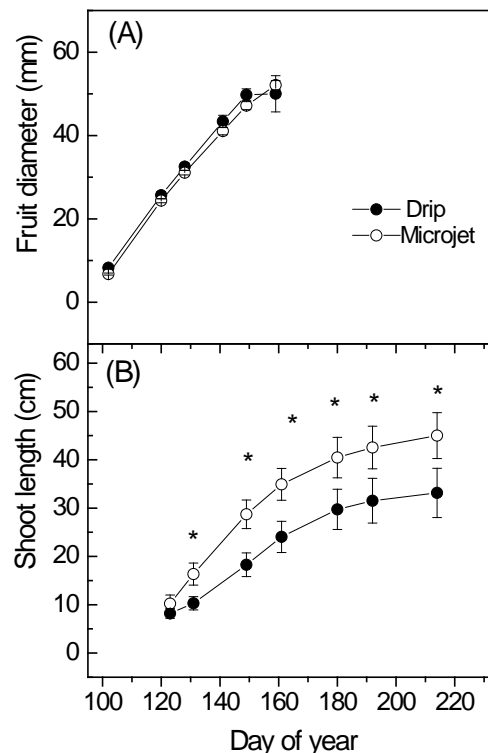 (A)
Fruit diameter (mm)
60
40
20
0
Drip
Microjet
(B)
Shoot length (cm)
60
50
40
30
20
10
0
* * * * * *
100 120 140 160 180 200 220
Day of year